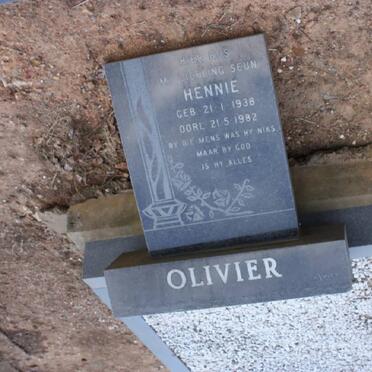 SEUN
HENNIE
GEB 21·1·1938
OORL 21·5·1982
BY DIE MENS WAS HY NIKS
MAAR BY GOD
IS HY ALLES
OLIVIER